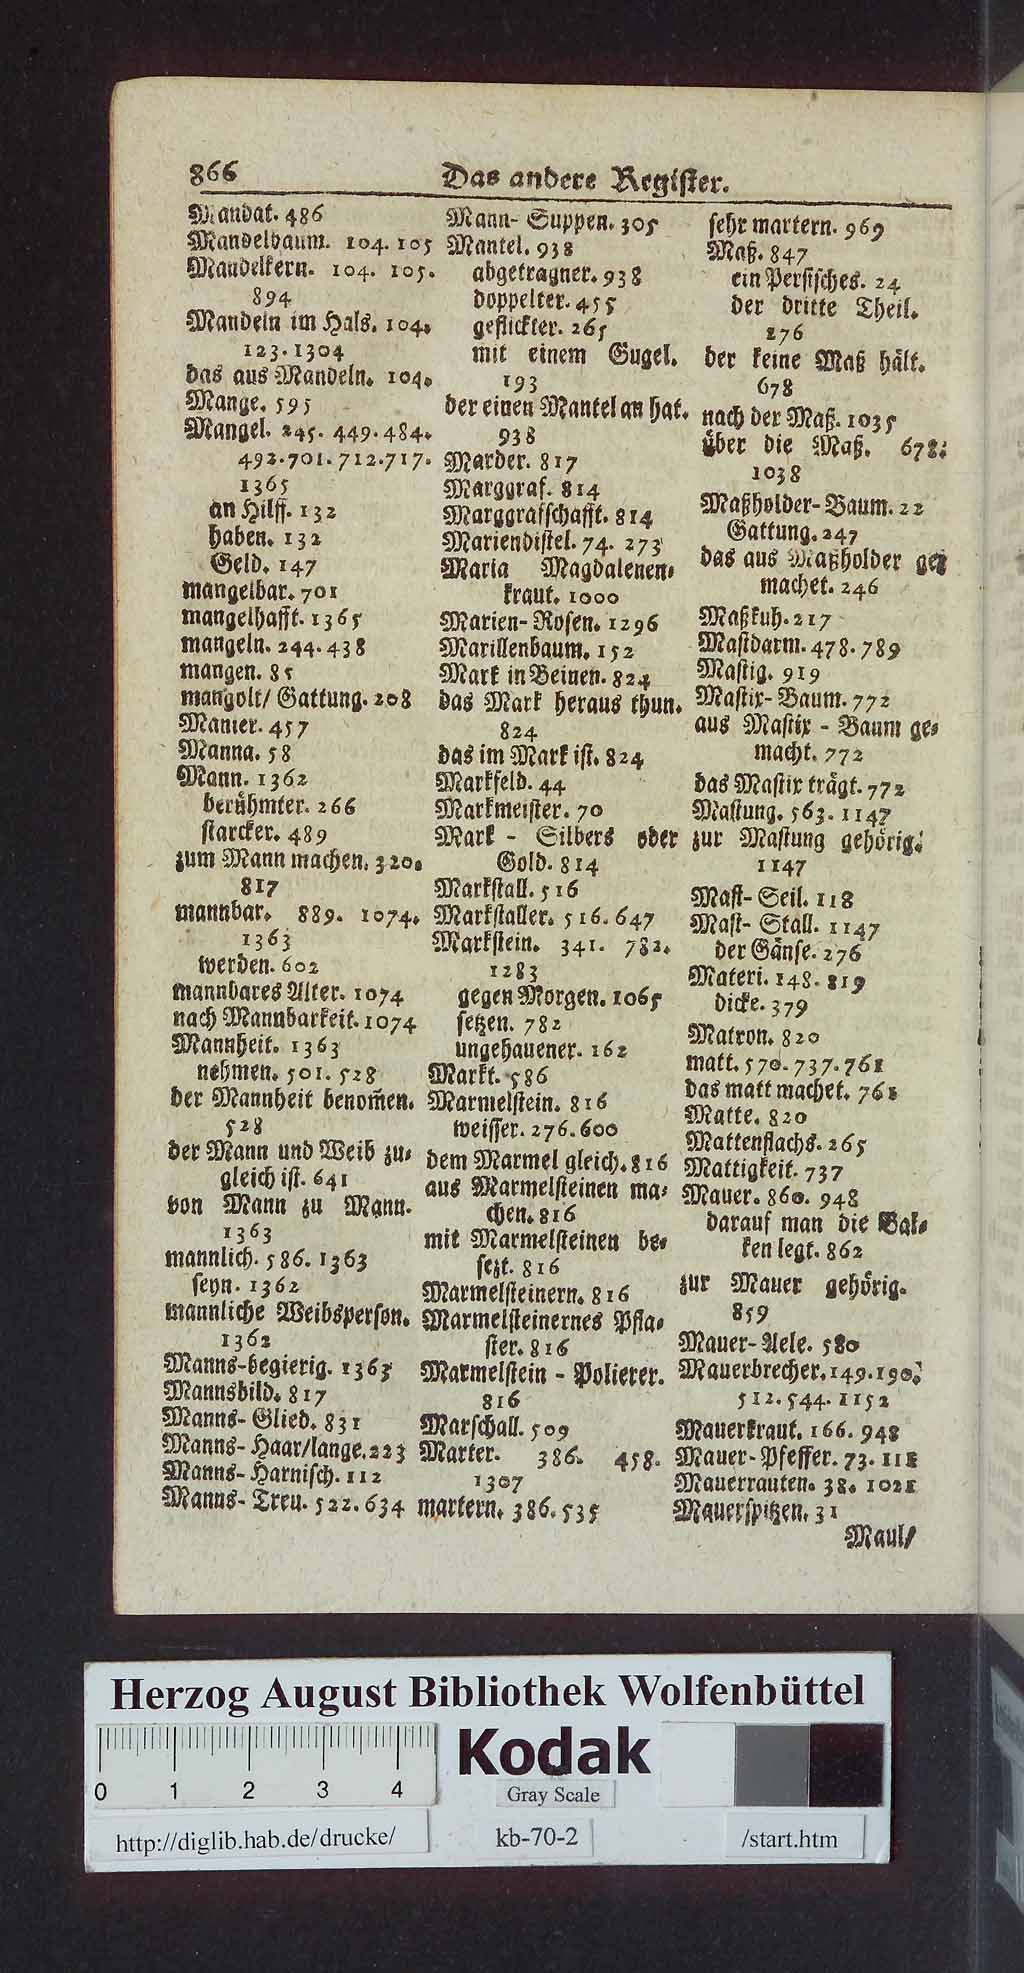 866 Das andere Register.
Mandat. 486
Mandelbaum. 104. 105
Mandelkern. 104. 105.
894
Mandeln im Hals. 104.
123. 1304
das aus Mandeln. 104.
Mange. 595
Mangel. 245. 449. 484.
492. 701. 712. 717.
1365
an Hilff. 132
haben. 132
Geld. 147
mangelbar. 701
mangelhafft. 1365
mangeln. 244. 438
mangen. 85
mangolt/ Gattung. 208
Manier. 457
Manna. 58
Mann. 1362
berühmter. 266
starcker. 489
zum Mann machen. 320.
817
mannbar. 889. 1074.
1363
werden. 602
mannbares Alter. 1074
nach Mannbarkeit. 1074
Mannheit. 1363
nehmen. 501. 528
der Mannheit benom̃en.
528
der Mann und Weib zu-
gleich ist. 641
von Mann zu Mann.
1363
mannlich. 586. 1363
seyn. 1362
mannliche Weibsperson.
1362
Manns-begierig. 1363
Mannsbild. 817
Manns-Glied. 831
Manns-Haar/lange. 223
Manns-Harnisch. 112
Manns-Treu. 522. 634
Mann-Suppen. 305
Mantel. 938
abgetragner. 938
doppelter. 455
geflickter. 265
mit einem Gugel.
193
der einen Mantel an hat.
938
Marder. 817
Marggraf. 814
Marggrafschafft. 814
Mariendistel. 74. 273
Maria Magdalenen-
kraut. 1000
Marien-Rosen. 1296
Marillenbaum. 152
Mark in Beinen. 824
das Mark heraus thun.
824
das im Mark ist. 824
Markfeld. 44
Markmeister. 70
Mark-Silbers oder
Gold. 814
Markstall. 516
Markstaller. 516. 647
Markstein. 341. 782.
1283
gegen Morgen. 1065
setzen. 782
ungehauener. 162
Markt. 586
Marmelstein. 816
weisser. 276. 600
dem Marmel gleich. 816
aus Marmelsteinen ma-
chen. 816
mit Marmelsteinen be-
sezt. 816
Marmelsteinern. 816
Marmelsteinernes Pfla-
ster. 816
Marmelstein-Polierer.
816
Marschall. 509
Marter. 386. 458.
1307
martern. 386. 535
sehr martern. 969
Maß. 847
ein Persisches. 24
der dritte Theil.
276
der keine Maß hält.
678
nach der Maß. 1035
über die Maß. 678.
1038
Maßholder-Baum. 22
Gattung. 247
das aus Maßholder ge-
machet. 246
Maßkuh. 217
Mastdarm. 478. 789
Mastig. 919
Mastix-Baum. 772
aus Mastix-Baum ge-
macht. 772
das Mastix trägt. 772
Mastung. 563. 1147
zur Mastung gehörig.
1147
Mast-Seil. 118
Mast-Stall. 1147
der Gänse. 276
Materi. 148. 819
dicke. 379
Matron. 820
matt. 570. 737. 761
das matt machet. 761
Matte. 820
Mattenflachs. 265
Mattigkeit. 737
Mauer. 860. 948
darauf man die Bal-
ken legt. 862
zur Mauer gehörig.
859
Mauer-Aele. 580
Mauerbrecher. 149. 190.
512. 544. 1152
Mauerkraut. 166. 948
Mauer-Pfeffer. 73. 118
Mauerrauten. 38. 1021
Mauerspitzen. 31
Maul/
Herzog August Bibliothek Wolfenbüttel
0 1 2 3 4
Kodak
Gray Scale
http://diglib.hab.de/drucke/ kb-70-2 /start.htm